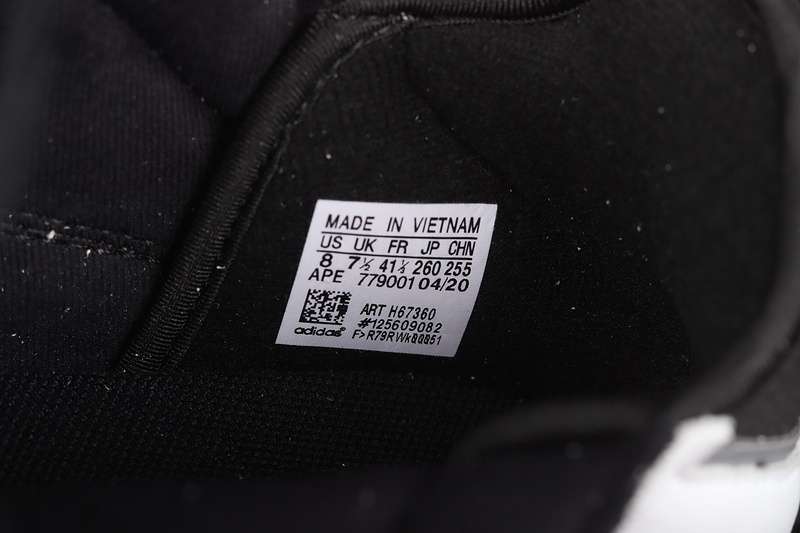 MADE IN VIETNAM
US UK FR JP CHN
8 7½ 41⅓ 260 255
APE 779001 04/20
ART H67360
#125609082
adidas